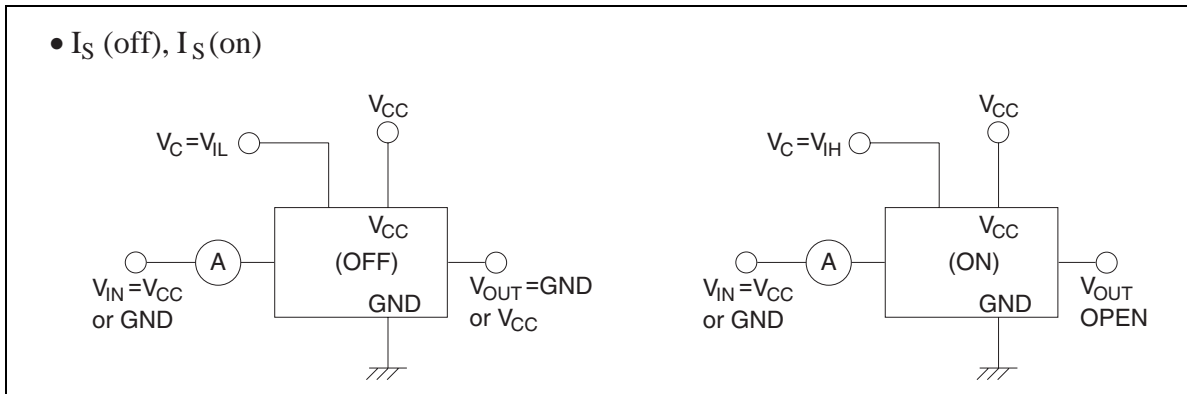 • I_S (off), I_S (on)
V_CC
V_C=V_IL
V_CC
(OFF)
A
V_IN=V_CC
or GND
GND
V_OUT=GND
or V_CC
V_CC
V_C=V_IH
V_CC
(ON)
A
V_IN=V_CC
or GND
GND
V_OUT
OPEN